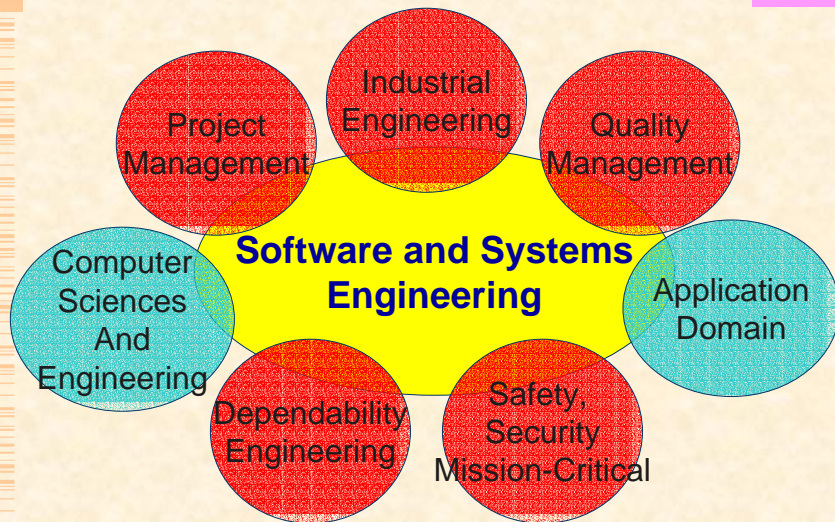 Industrial
Engineering
Project
Management
Quality
Management
Software and Systems
Engineering
Computer
Sciences
And
Engineering
Application
Domain
Dependability
Engineering
Safety,
Security
Mission-Critical